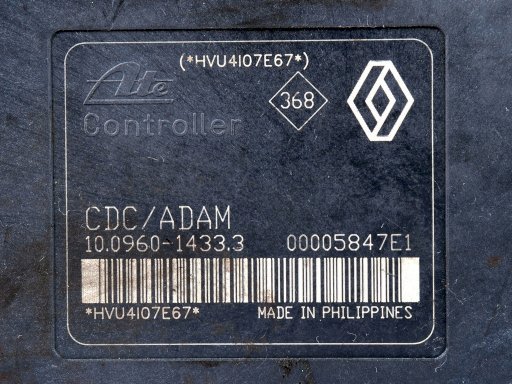 (*HVU4I07E67*)
Ate
368
Controller
CDC/ADAM
10.0960-1433.3 00005847E1
*HVU4I07E67* MADE IN PHILIPPINES